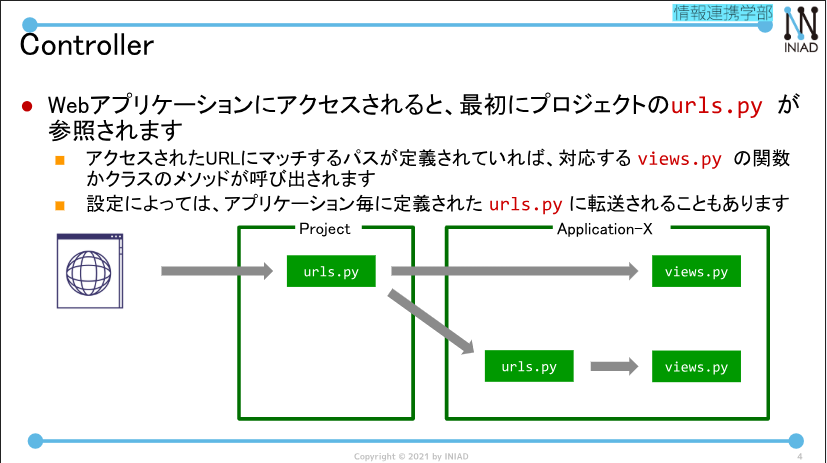 情報連携学部
INIAD
Controller
Webアプリケーションにアクセスされると、最初にプロジェクトのurls.py が
参照されます
アクセスされたURLにマッチするパスが定義されていれば、対応する views.py の関数
かクラスのメソッドが呼び出されます
設定によっては、アプリケーション毎に定義された urls.py に転送されることもあります
Project
Application-X
urls.py
views.py
urls.py
views.py
Copyright © 2021 by INIAD
4